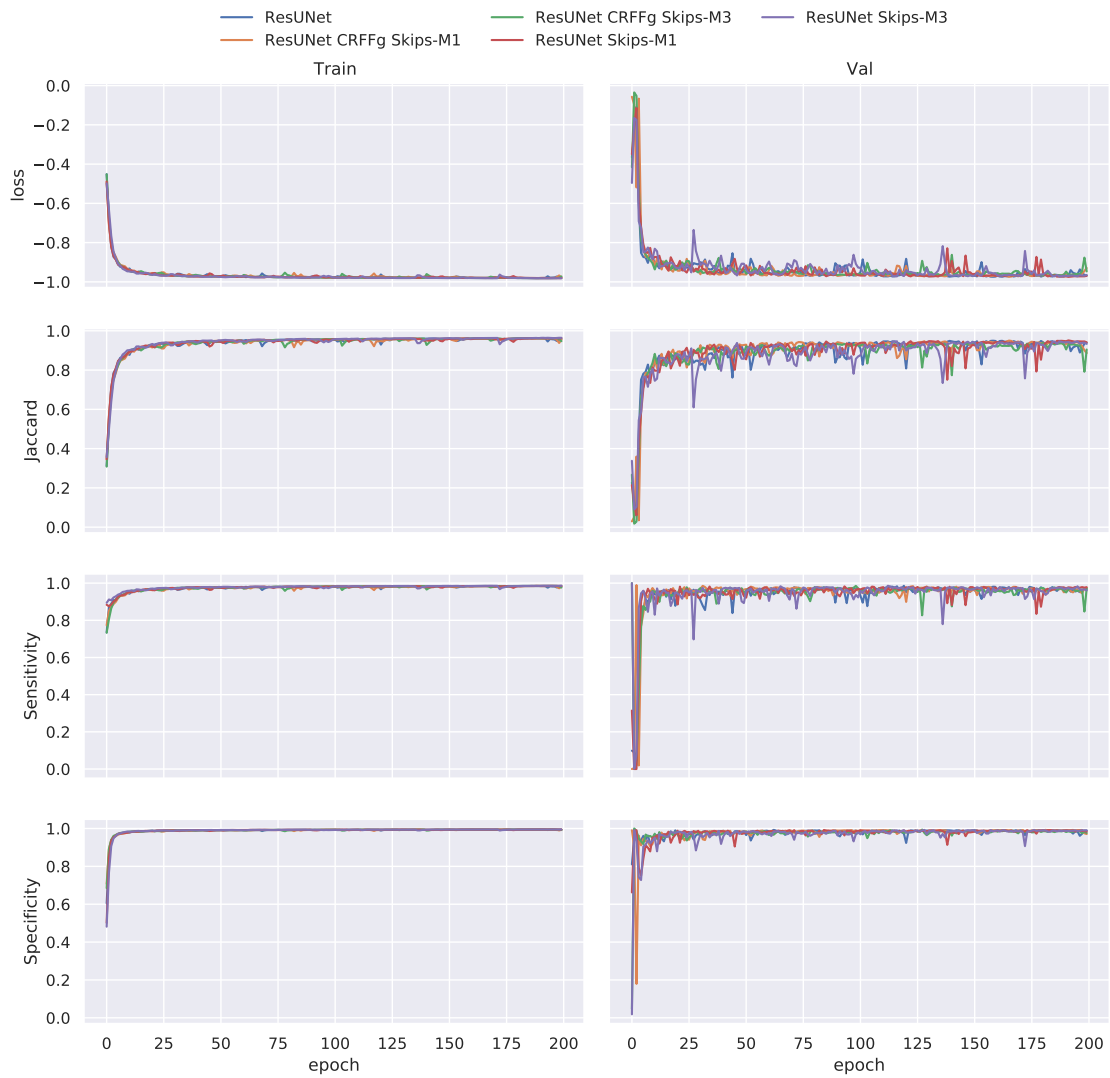 ResUNet ResUNet CRFFg Skips-M3 ResUNet Skips-M3
ResUNet CRFFg Skips-M1 ResUNet Skips-M1
Train Val
loss
0.0
−0.2
−0.4
−0.6
−0.8
−1.0
Jaccard
1.0
0.8
0.6
0.4
0.2
0.0
Sensitivity
1.0
0.8
0.6
0.4
0.2
0.0
Specificity
1.0
0.8
0.6
0.4
0.2
0.0
0 25 50 75 100 125 150 175 200 0 25 50 75 100 125 150 175 200
epoch epoch